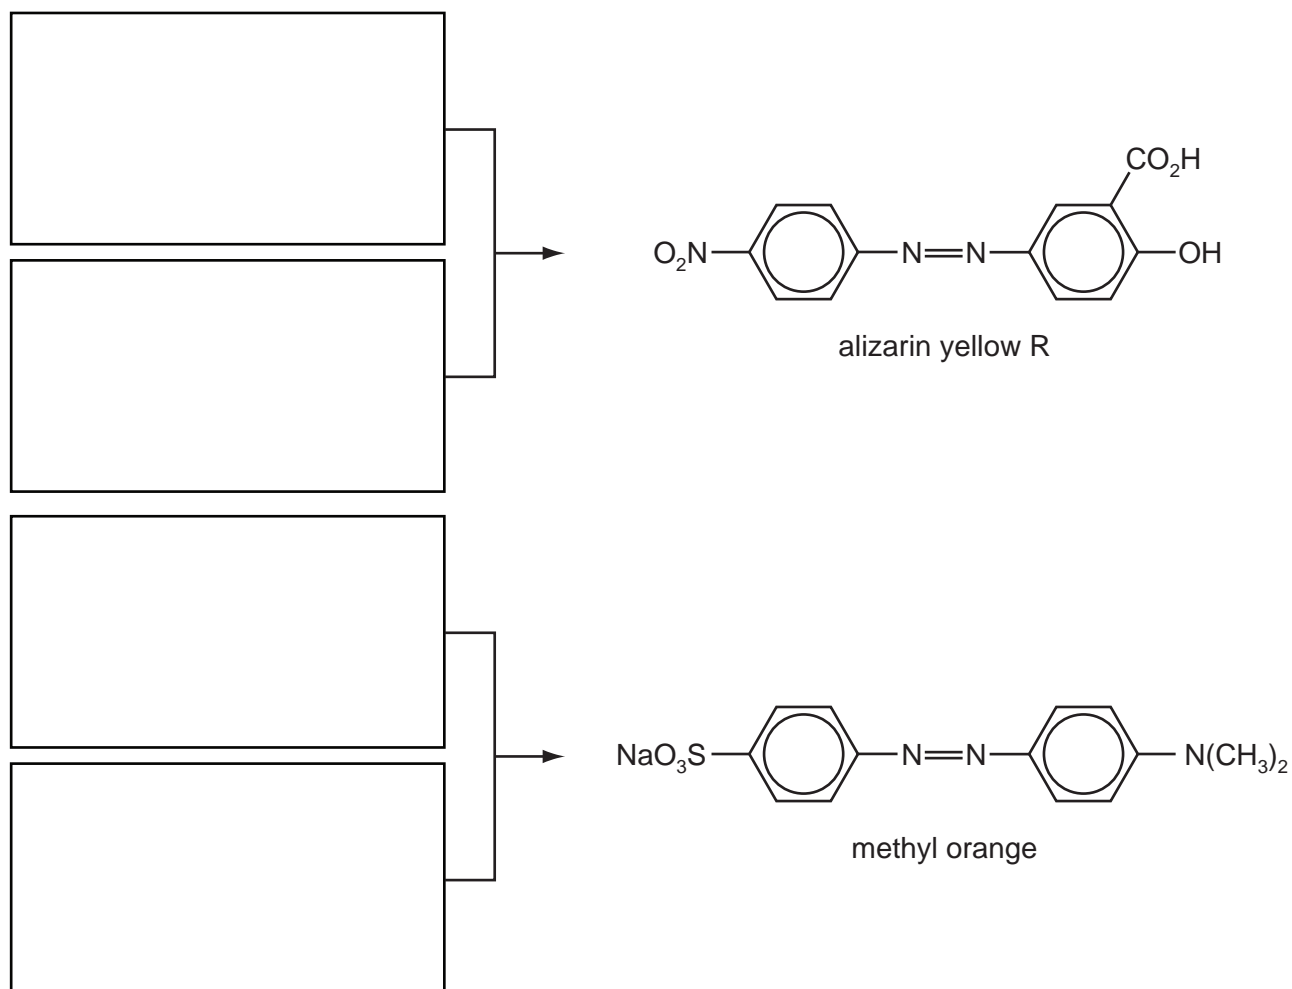 CO₂H
O₂N N N OH
alizarin yellow R
NaO₃S N N N(CH₃)₂
methyl orange